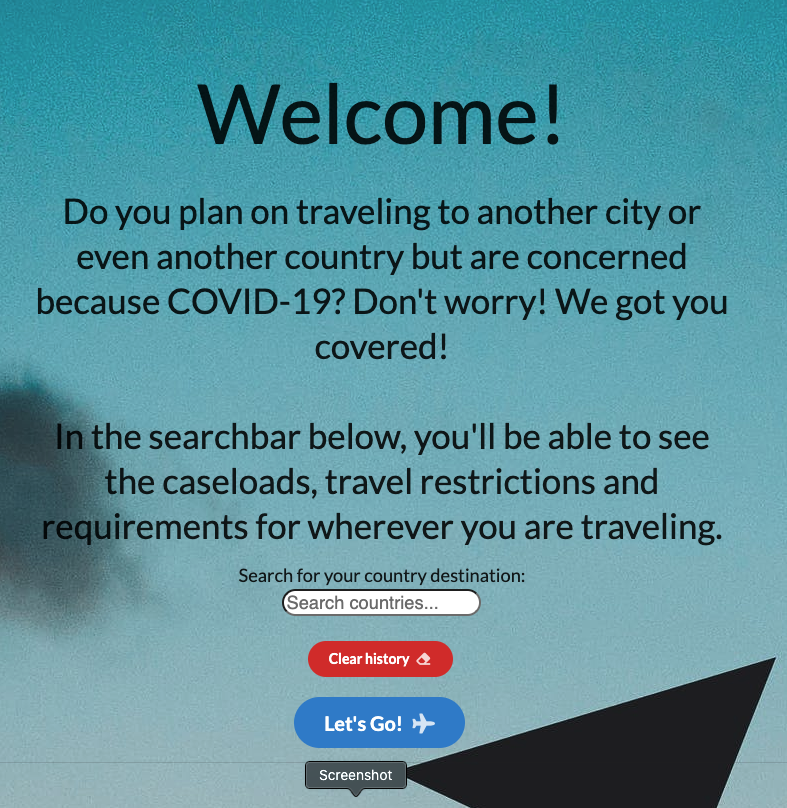 Welcome!
Do you plan on traveling to another city or
even another country but are concerned
because COVID-19? Don't worry! We got you
covered!
In the searchbar below, you'll be able to see
the caseloads, travel restrictions and
requirements for wherever you are traveling.
Search for your country destination:
Search countries...
Clear history
Let's Go!
Screenshot